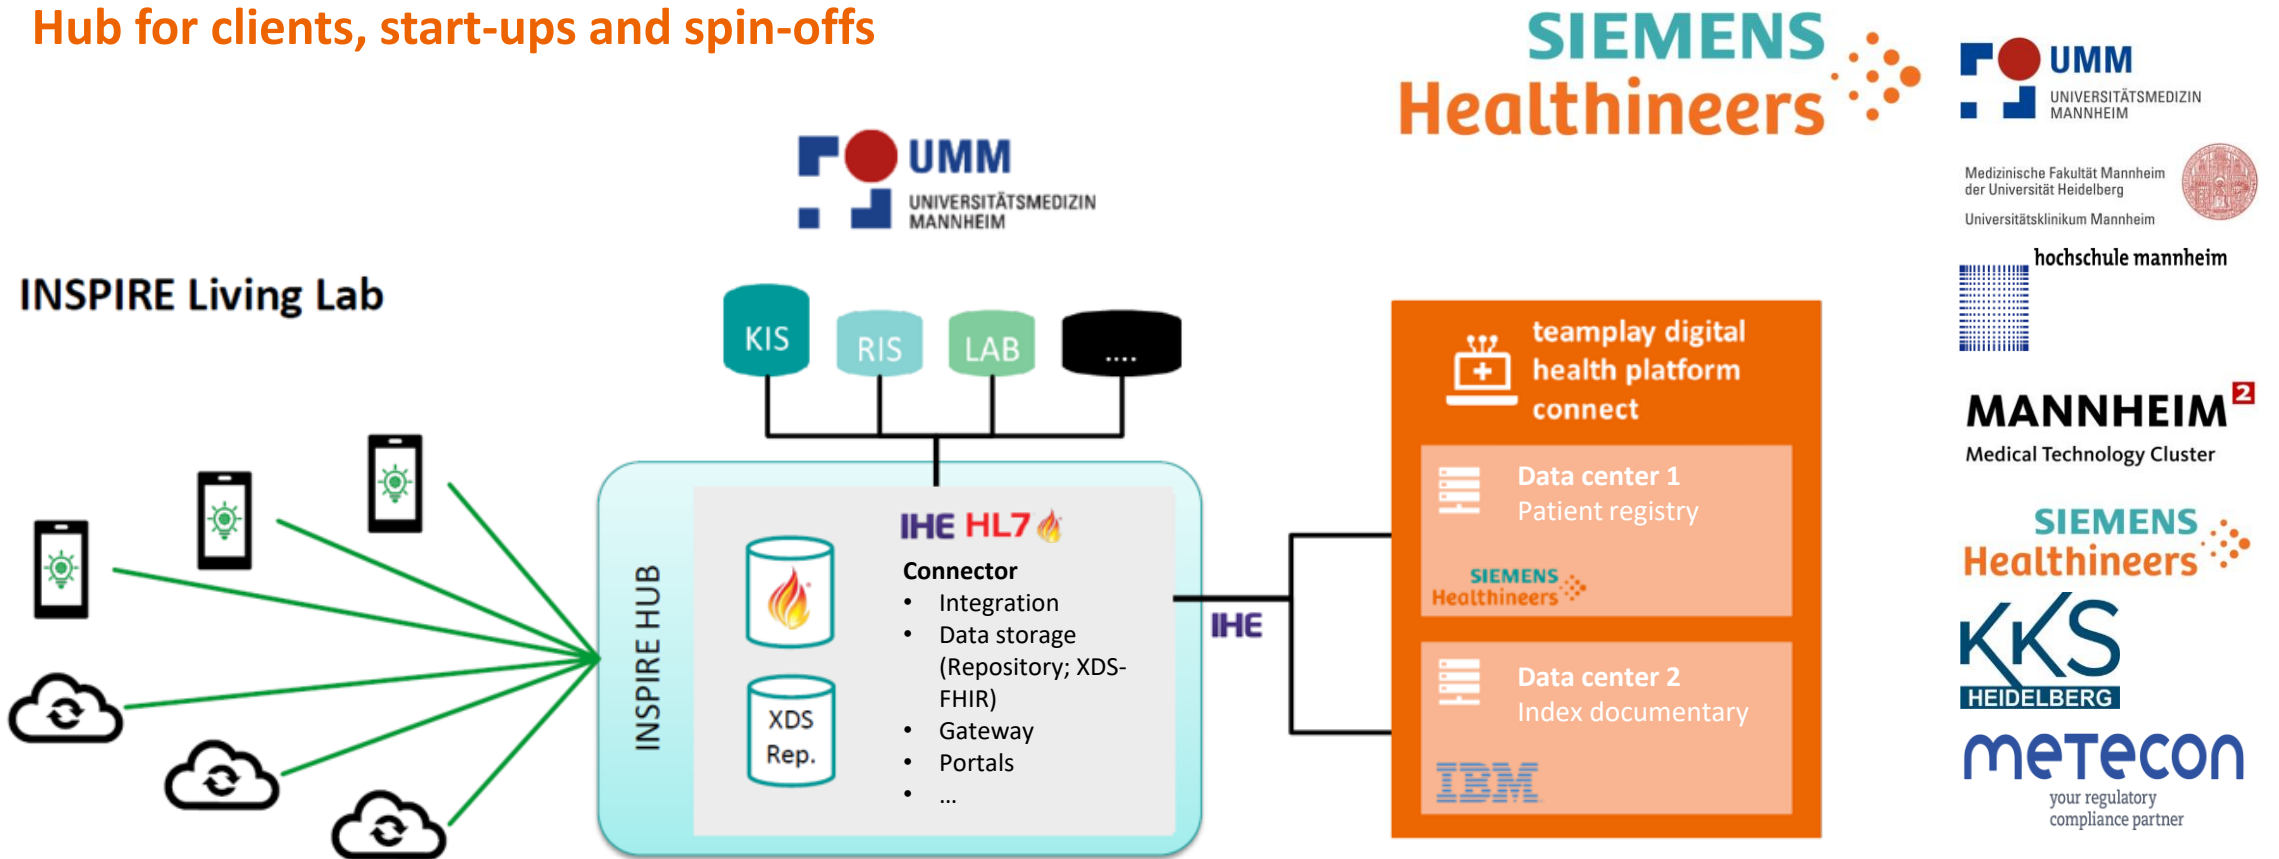 Hub for clients, start-ups and spin-offs
SIEMENS
Healthineers
UMM
UNIVERSITÄTSMEDIZIN
MANNHEIM
INSPIRE Living Lab
KIS
RIS
LAB
....
INSPIRE HUB
XDS
Rep.
IHE HL7
Connector
• Integration
• Data storage
(Repository; XDS-
FHIR)
• Gateway
• Portals
• ...
IHE
teamplay digital
health platform
connect
Data center 1
Patient registry
SIEMENS
Healthineers
Data center 2
Index documentary
IBM
UMM
UNIVERSITÄTSMEDIZIN
MANNHEIM
Medizinische Fakultät Mannheim
der Universität Heidelberg
Universitätsklinikum Mannheim
hochschule mannheim
MANNHEIM 2
Medical Technology Cluster
SIEMENS
Healthineers
KKS
HEIDELBERG
metecon
your regulatory
compliance partner